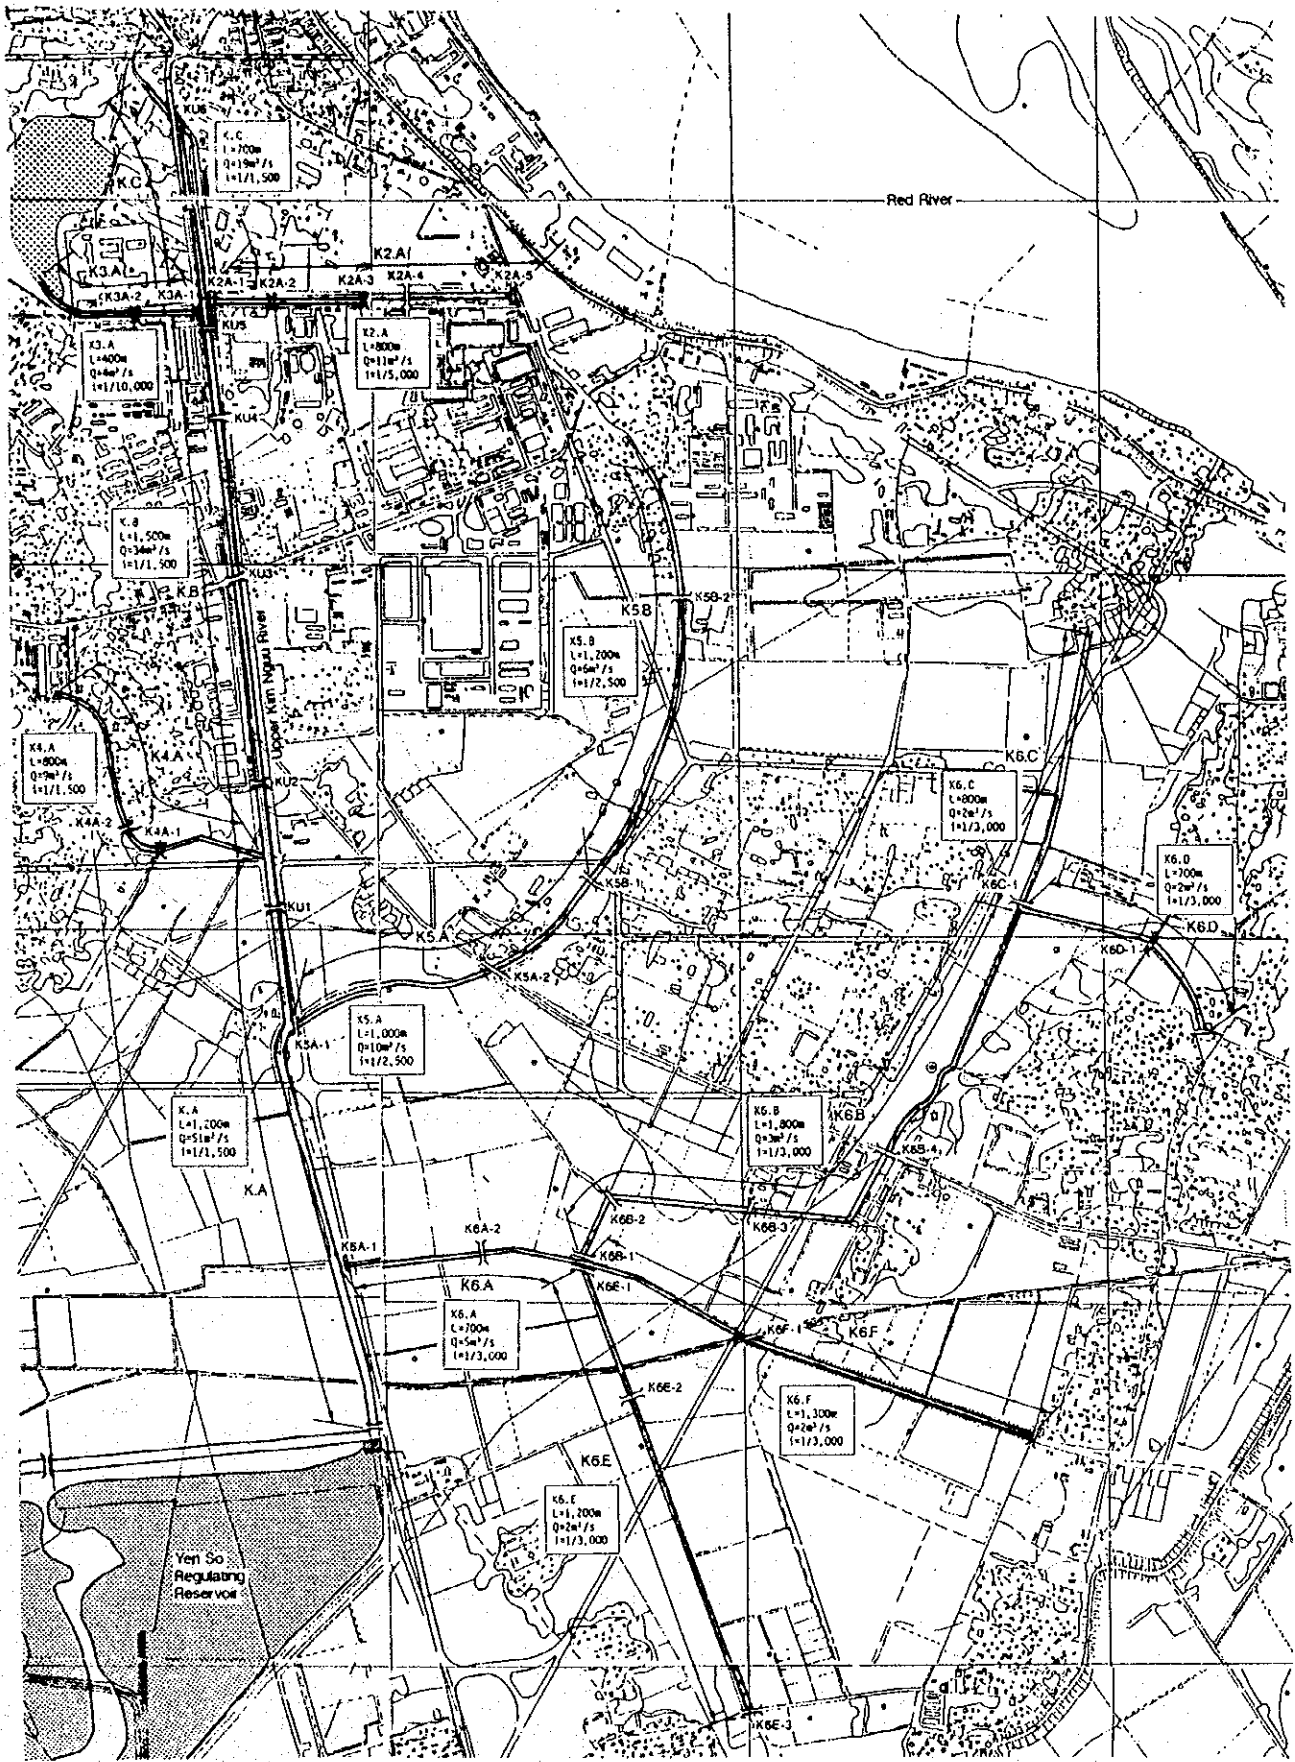 KU6
K.C
L=700m
Q=19m³/s
i=1/1,500
K.C
Red River
K2.A
K3.A
K2A-1
K2A-2
K2A-3
K2A-4
K2A-5
K3A-2
K3A-1
KU5
K3.A
L=400m
Q=4m³/s
i=1/10,000
K2.A
L=800m
Q=11m³/s
i=1/5,000
KU4
K.B
L=1,500m
Q=34m³/s
i=1/1,500
KU3
K.B
K5.B
K5B-2
Upper Kim Nguu River
K5.B
L=1,200m
Q=6m³/s
i=1/2,500
K4.A
L=800m
Q=9m³/s
i=1/1,500
K4.A
KU2
K6.C
K6.C
L=800m
Q=2m³/s
i=1/3,000
K4A-2
K4A-1
K5B-1
K6C-1
K6.D
L=700m
Q=2m³/s
i=1/3,000
KU1
K5.A
K6.D
K6D-1
K5A-2
K5A-1
K5.A
L=1,000m
Q=10m³/s
i=1/2,500
K.A
L=1,200m
Q=51m³/s
i=1/1,500
K6.B
L=1,800m
Q=3m³/s
i=1/3,000
K6.B
K6B-4
K.A
K6B-2
K6B-3
K6A-1
K6A-2
K6B-1
K6.A
K6E-1
K6.A
L=700m
Q=5m³/s
i=1/3,000
K6F-1
K6.F
K6E-2
K6.F
L=1,300m
Q=2m³/s
i=1/3,000
K6.E
K6.E
L=1,200m
Q=2m³/s
i=1/3,000
Yen So
Regulating
Reservoir
K6E-3